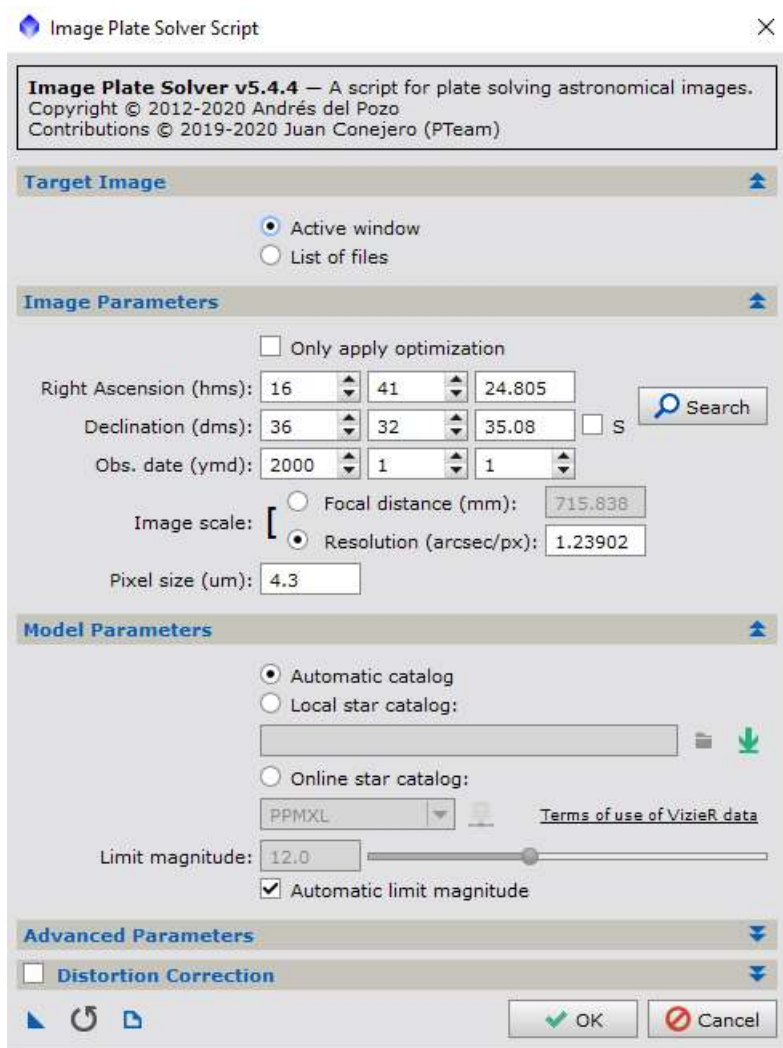 Image Plate Solver Script
Image Plate Solver v5.4.4 — A script for plate solving astronomical images.
Copyright © 2012-2020 Andrés del Pozo
Contributions © 2019-2020 Juan Conejero (PTeam)
Target Image
Active window
List of files
Image Parameters
Only apply optimization
Right Ascension (hms): 16 41 24.805
Search
Declination (dms): 36 32 35.08 S
Obs. date (ymd): 2000 1 1
Image scale: [ Focal distance (mm): 715.838
Resolution (arcsec/px): 1.23902
Pixel size (um): 4.3
Model Parameters
Automatic catalog
Local star catalog:
Online star catalog:
PPMXL Terms of use of VizieR data
Limit magnitude: 12.0
Automatic limit magnitude
Advanced Parameters
Distortion Correction
OK Cancel